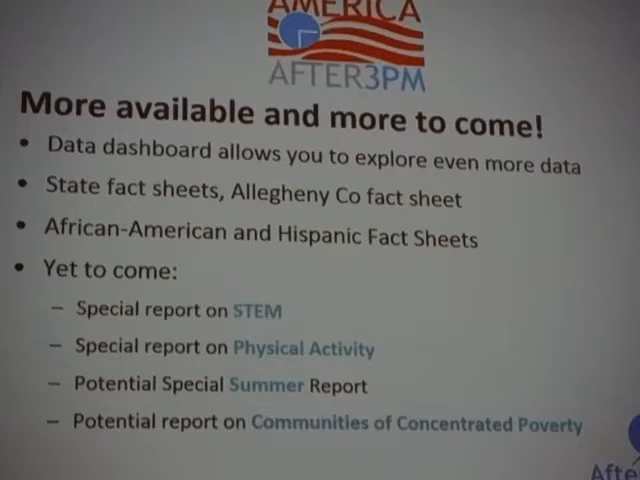 AMERICA
AFTER3PM
More available and more to come!
• Data dashboard allows you to explore even more data
• State fact sheets, Allegheny Co fact sheet
• African-American and Hispanic Fact Sheets
• Yet to come:
– Special report on STEM
– Special report on Physical Activity
– Potential Special Summer Report
– Potential report on Communities of Concentrated Poverty
Afte